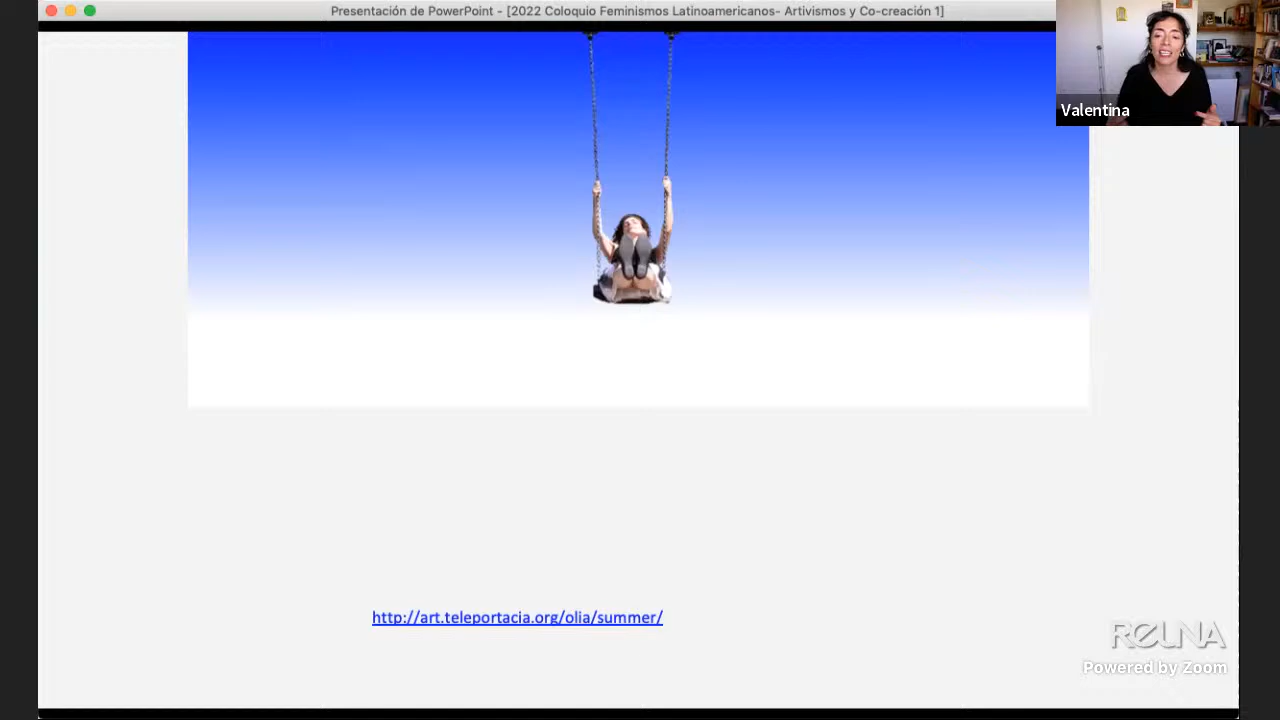 Presentación de PowerPoint - [2022 Coloquio Feminismos Latinoamericanos- Artivismos y Co-creación 1]
Valentina
http://art.teleportacia.org/olia/summer/
REUNA
Powered by Zoom